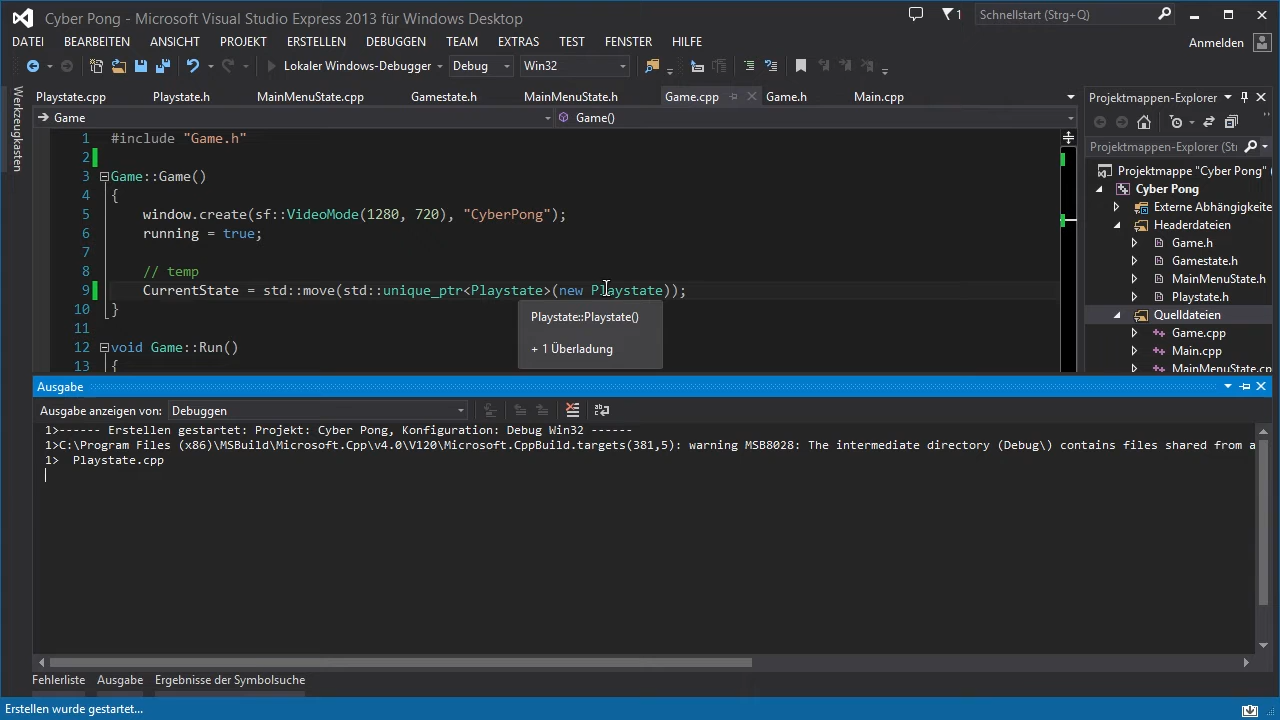 Cyber Pong - Microsoft Visual Studio Express 2013 für Windows Desktop
1
Schnellstart (Strg+Q)
DATEI BEARBEITEN ANSICHT PROJEKT ERSTELLEN DEBUGGEN TEAM EXTRAS TEST FENSTER HILFE
Anmelden
Lokaler Windows-Debugger Debug Win32
Werkzeugkasten
Playstate.cpp Playstate.h MainMenuState.cpp Gamestate.h MainMenuState.h Game.cpp Game.h Main.cpp
Game Game()
1 #include "Game.h"
2
3 Game::Game()
4 {
5 window.create(sf::VideoMode(1280, 720), "CyberPong");
6 running = true;
7
8 // temp
9 CurrentState = std::move(std::unique_ptr<Playstate>(new Playstate));
10 }
11
12 void Game::Run()
13 {
Playstate::Playstate()
+ 1 Überladung
Projektmappen-Explorer
Projektmappen-Explorer (Str
Projektmappe "Cyber Pong" (
Cyber Pong
Externe Abhängigkeite
Headerdateien
Game.h
Gamestate.h
MainMenuState.h
Playstate.h
Quelldateien
Game.cpp
Main.cpp
MainMenuState.cp
Ausgabe
Ausgabe anzeigen von: Debuggen
1>------ Erstellen gestartet: Projekt: Cyber Pong, Konfiguration: Debug Win32 ------
1>C:\Program Files (x86)\MSBuild\Microsoft.Cpp\v4.0\V120\Microsoft.CppBuild.targets(381,5): warning MSB8028: The intermediate directory (Debug\) contains files shared from a
1>  Playstate.cpp
Fehlerliste Ausgabe Ergebnisse der Symbolsuche
Erstellen wurde gestartet...